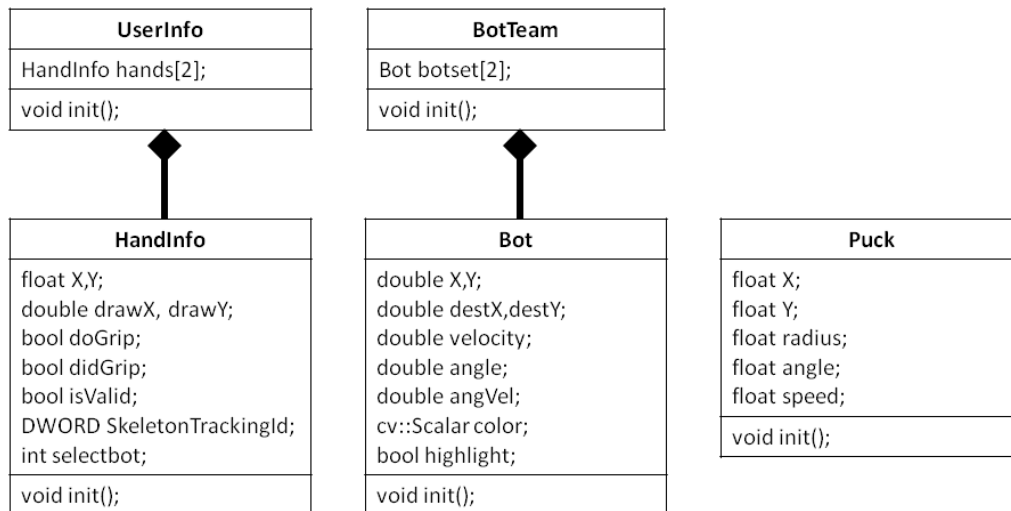 UserInfo
HandInfo hands[2];
void init();
BotTeam
Bot botset[2];
void init();
HandInfo
float X,Y;
double drawX, drawY;
bool doGrip;
bool didGrip;
bool isValid;
DWORD SkeletonTrackingId;
int selectbot;
void init();
Bot
double X,Y;
double destX,destY;
double velocity;
double angle;
double angVel;
cv::Scalar color;
bool highlight;
void init();
Puck
float X;
float Y;
float radius;
float angle;
float speed;
void init();